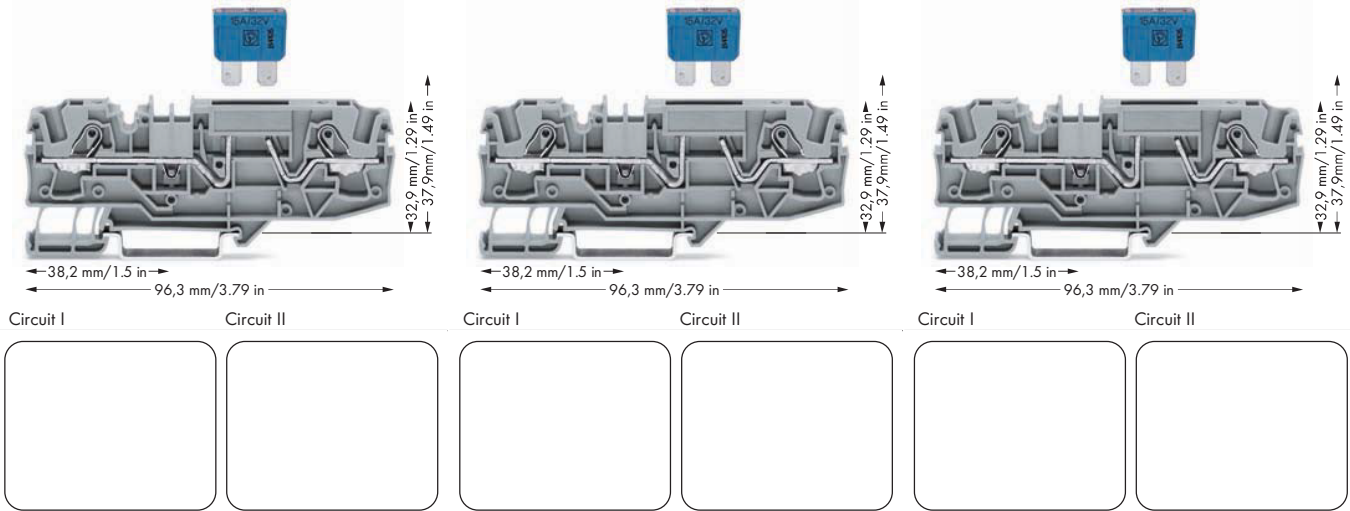 15A/32V
32,9 mm/1.29 in
37,9mm/1.49 in
38,2 mm/1.5 in
96,3 mm/3.79 in
Circuit I
Circuit II
15A/32V
32,9 mm/1.29 in
37,9mm/1.49 in
38,2 mm/1.5 in
96,3 mm/3.79 in
Circuit I
Circuit II
15A/32V
32,9 mm/1.29 in
37,9mm/1.49 in
38,2 mm/1.5 in
96,3 mm/3.79 in
Circuit I
Circuit II